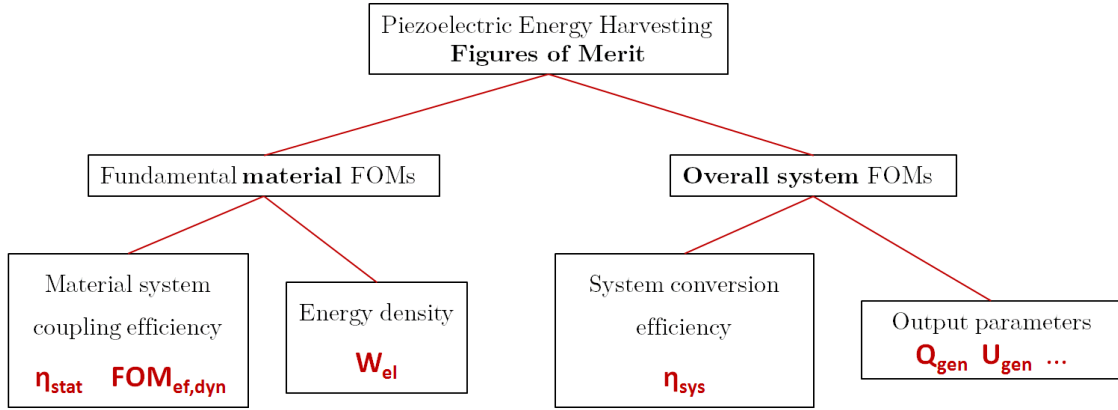 Piezoelectric Energy Harvesting
Figures of Merit
Fundamental material FOMs
Overall system FOMs
Material system
coupling efficiency
ηstat FOMef,dyn
Energy density
Wel
System conversion
efficiency
ηsys
Output parameters
Qgen Ugen ...